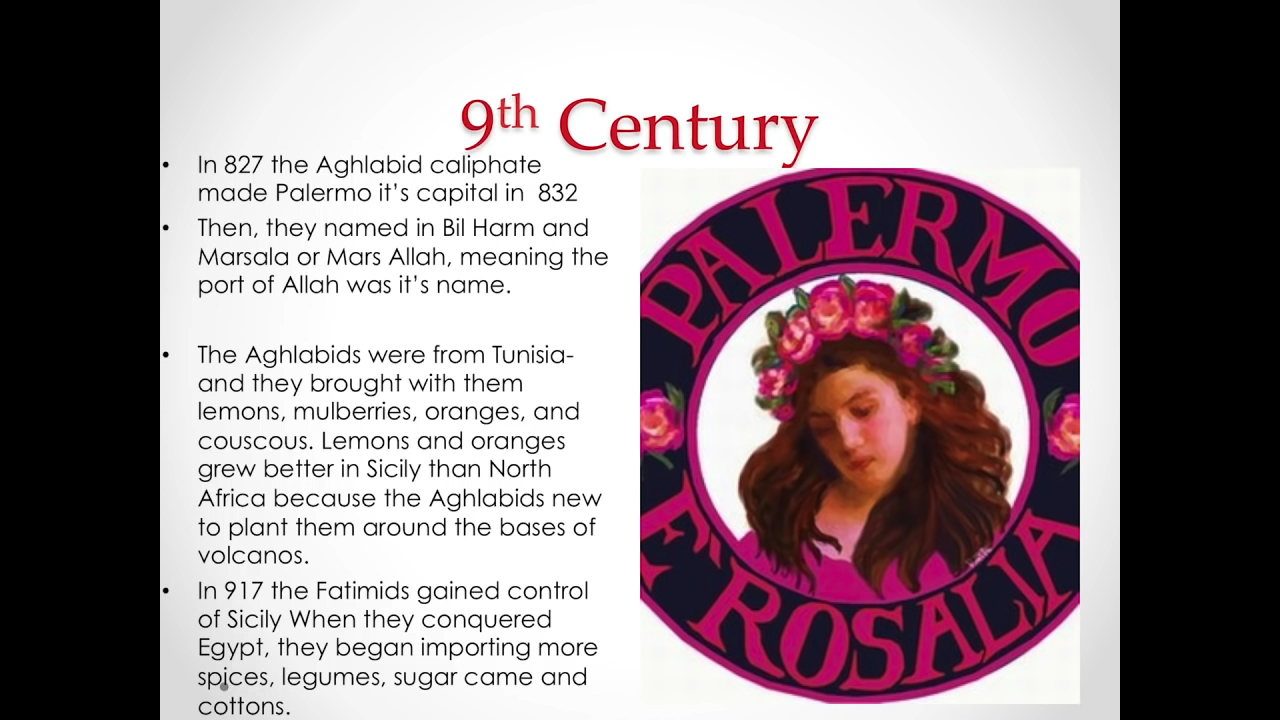 9th Century
• In 827 the Aghlabid caliphate
made Palermo it's capital in 832
• Then, they named in Bil Harm and
Marsala or Mars Allah, meaning the
port of Allah was it's name.
• The Aghlabids were from Tunisia-
and they brought with them
lemons, mulberries, oranges, and
couscous. Lemons and oranges
grew better in Sicily than North
Africa because the Aghlabids new
to plant them around the bases of
volcanos.
• In 917 the Fatimids gained control
of Sicily When they conquered
Egypt, they began importing more
spices, legumes, sugar came and
cottons.
PALERMO
E' ROSALIA